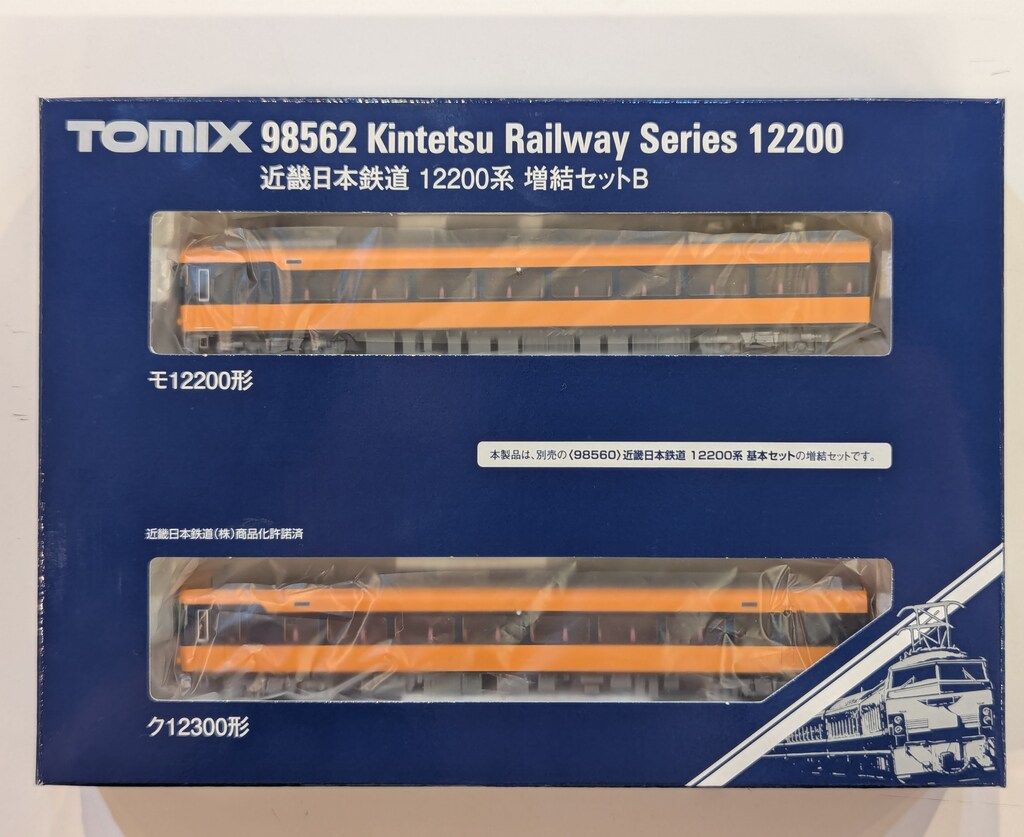 TOMIX 98562 Kintetsu Railway Series 12200
近畿日本鉄道 12200系 増結セットB
モ12200形
本製品は、別売の〈98560〉近畿日本鉄道 12200系 基本セットの増結セットです。
近畿日本鉄道(株)商品化許諾済
ク12300形